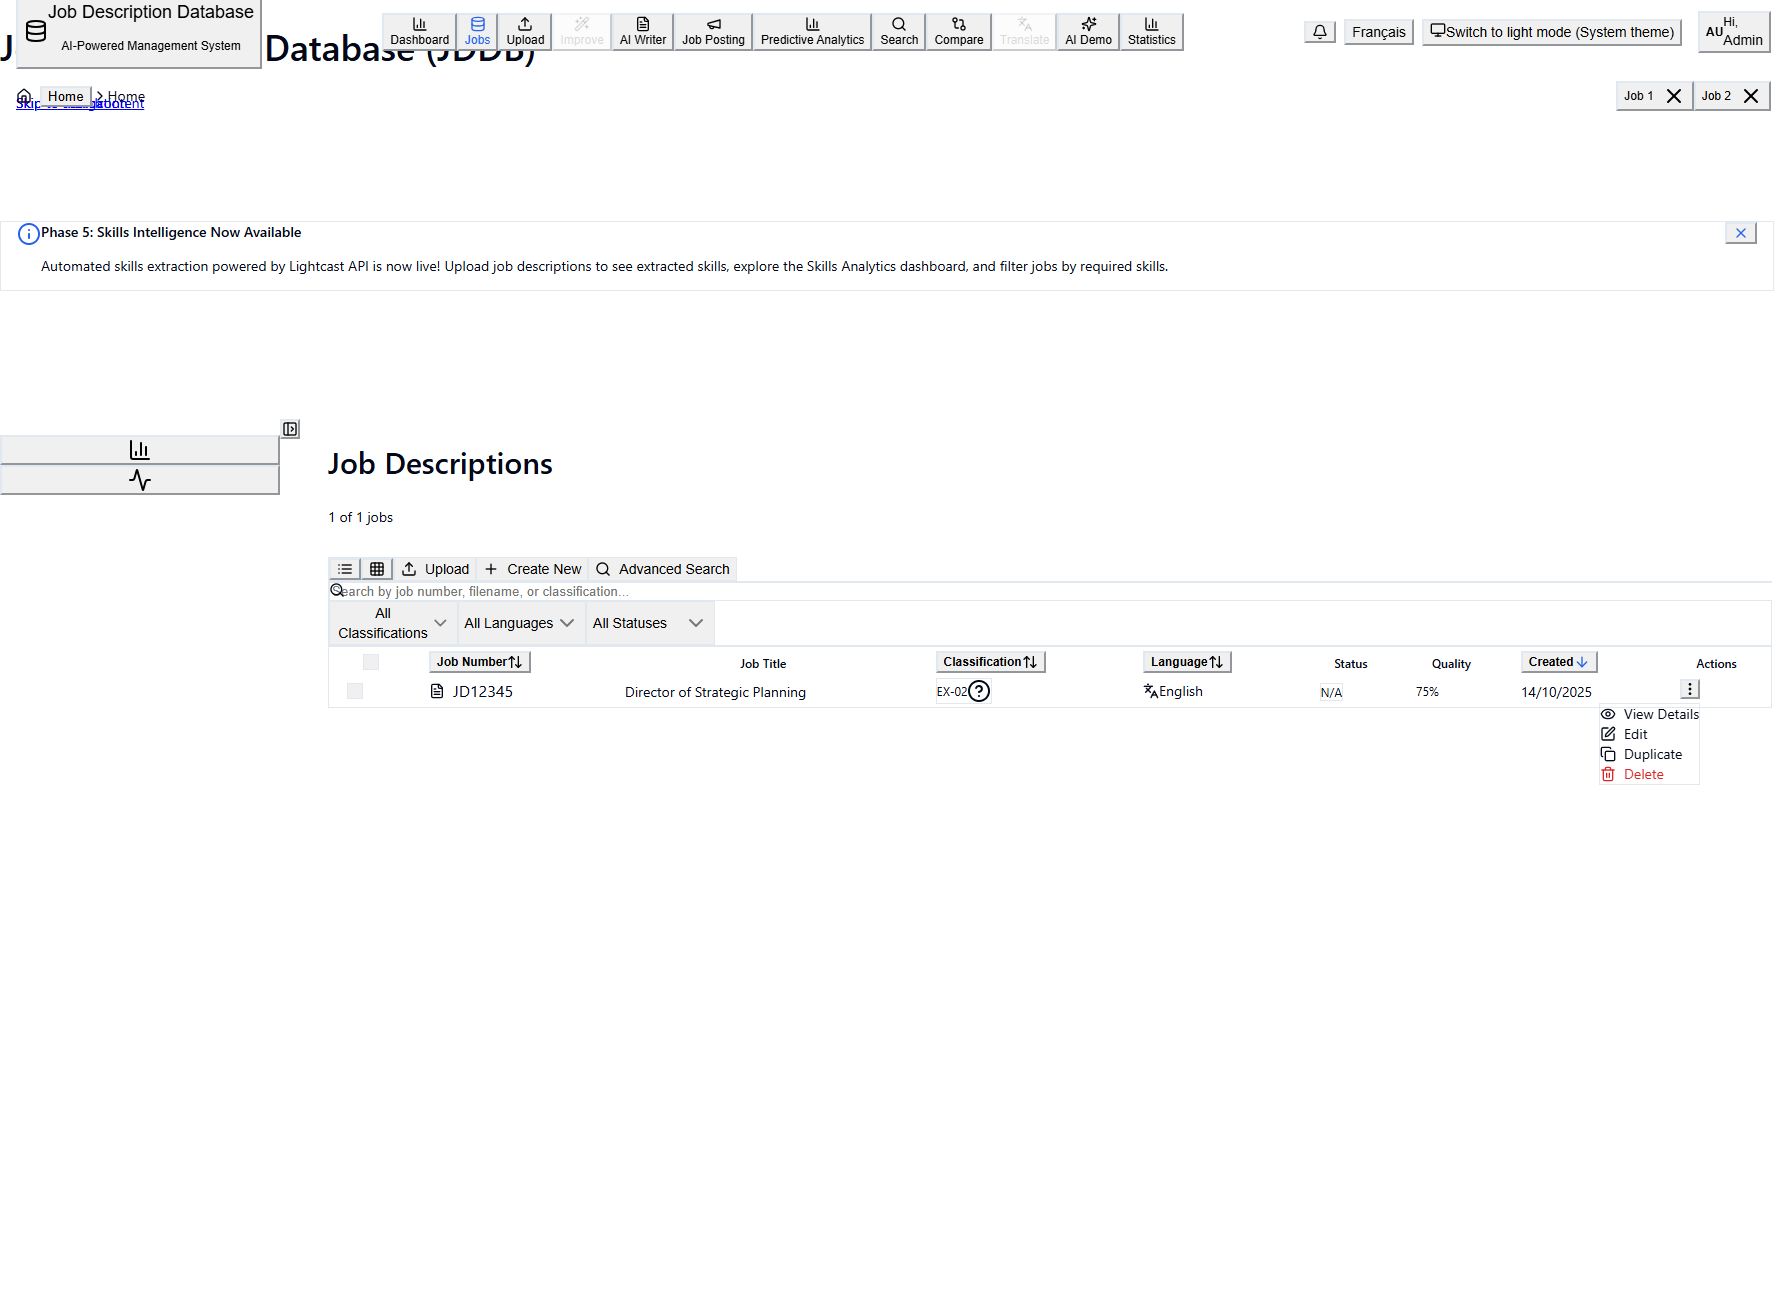 Job Description Database
AI-Powered Management System
Database (JDDB)
Dashboard
Jobs
Upload
Improve
AI Writer
Job Posting
Predictive Analytics
Search
Compare
Translate
AI Demo
Statistics
Français
Switch to light mode (System theme)
AU
Hi,
Admin
Home
Home
Job 1
Job 2
Phase 5: Skills Intelligence Now Available
Automated skills extraction powered by Lightcast API is now live! Upload job descriptions to see extracted skills, explore the Skills Analytics dashboard, and filter jobs by required skills.
Job Descriptions
1 of 1 jobs
Upload
Create New
Advanced Search
Search by job number, filename, or classification...
All
Classifications
All Languages
All Statuses
Job Number
Job Title
Classification
Language
Status
Quality
Created
Actions
JD12345
Director of Strategic Planning
EX-02
English
N/A
75%
14/10/2025
View Details
Edit
Duplicate
Delete